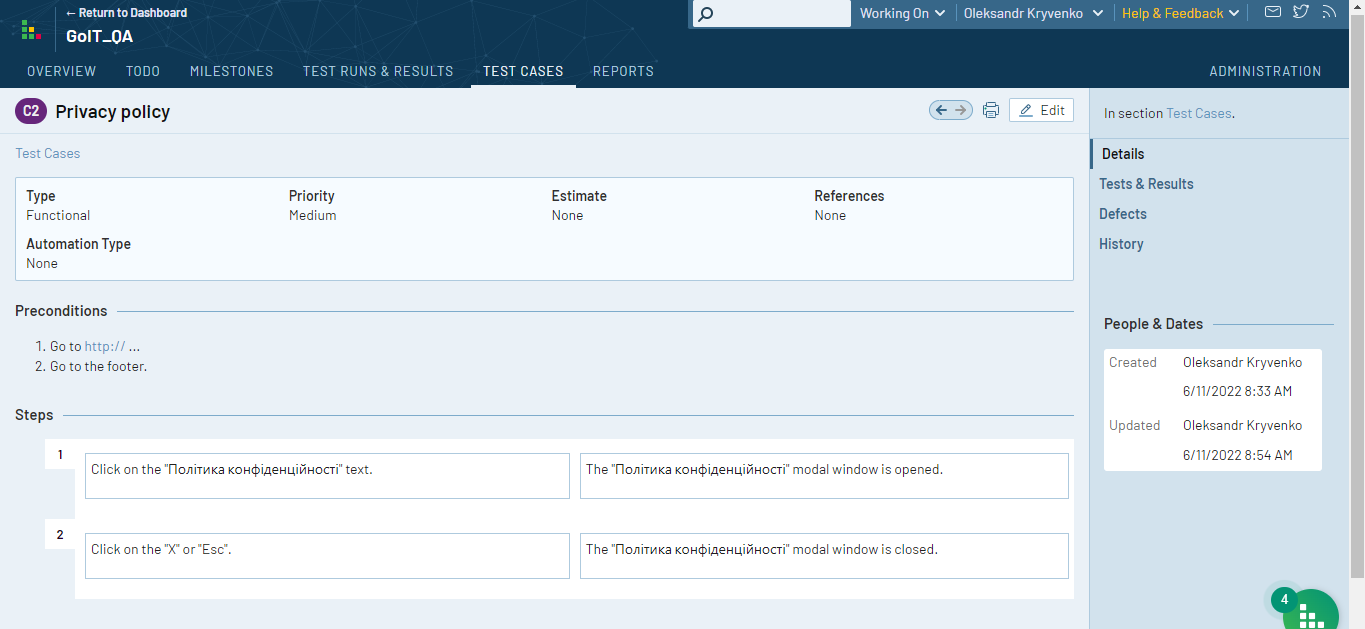 ← Return to Dashboard
GoIT_QA
Working On
Oleksandr Kryvenko
Help & Feedback
OVERVIEW TODO MILESTONES TEST RUNS & RESULTS TEST CASES REPORTS ADMINISTRATION
C2 Privacy policy
Edit
In section Test Cases.
Test Cases
Details
Tests & Results
Defects
History
Type Priority Estimate References
Functional Medium None None
Automation Type
None
Preconditions
1. Go to http:// ...
2. Go to the footer.
People & Dates
Created Oleksandr Kryvenko
6/11/2022 8:33 AM
Updated Oleksandr Kryvenko
6/11/2022 8:54 AM
Steps
1 Click on the "Політика конфіденційності" text. The "Політика конфіденційності" modal window is opened.
2 Click on the "X" or "Esc". The "Політика конфіденційності" modal window is closed.
4